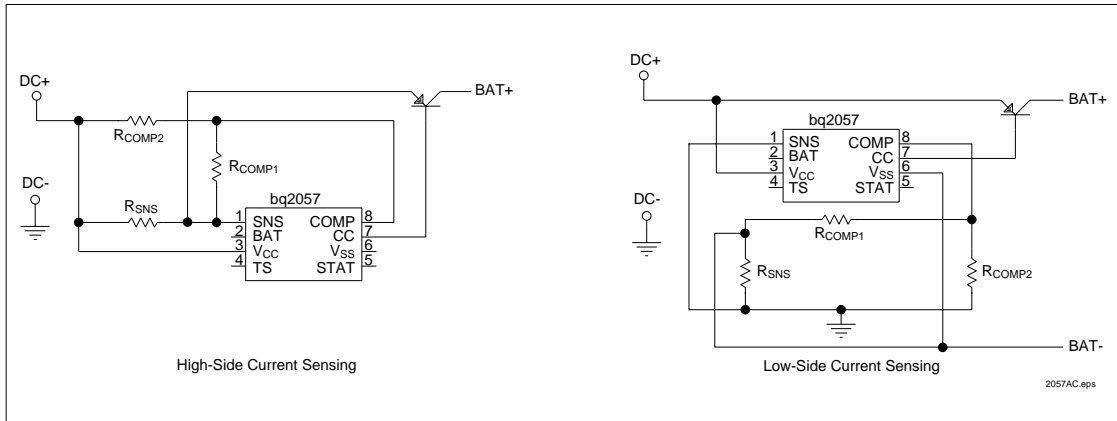 DC+
BAT+
RCOMP2
RCOMP1
DC-
RSNS
bq2057
1 SNS COMP 8
2 BAT CC 7
3 VCC VSS 6
4 TS STAT 5
High-Side Current Sensing
DC+
BAT+
bq2057
1 SNS COMP 8
2 BAT CC 7
3 VCC VSS 6
4 TS STAT 5
DC-
RCOMP1
RSNS
RCOMP2
BAT-
Low-Side Current Sensing
2057AC.eps